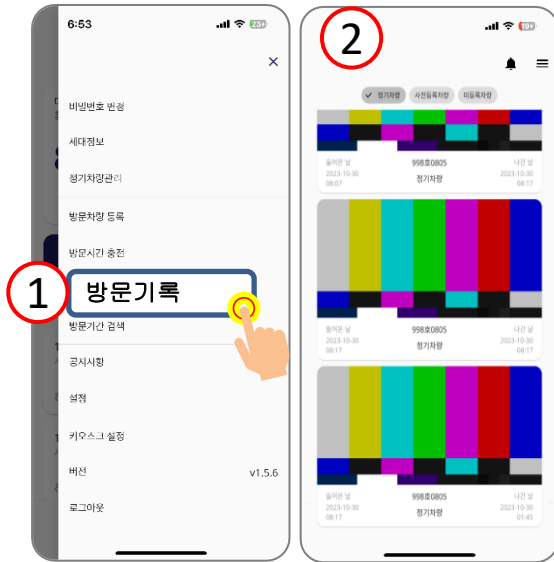 1
6:53
23+
×
비밀번호 변경
세대정보
정기차량관리
방문차량 등록
방문시간 충전
방문기록
방문기간 검색
공지사항
설정
키오스크 설정
버전 v1.5.6
로그아웃
2
19+
✓ 정기차량 사전등록차량 미등록차량
들어온 날 998호0805 나간 날
2023-10-30 정기차량 2023-10-30
08:07 08:17
들어온 날 998호0805 나간 날
2023-10-30 정기차량 2023-10-30
08:17 08:17
들어온 날 998호0805 나간 날
2023-10-30 정기차량 2023-10-30
08:17 01:45